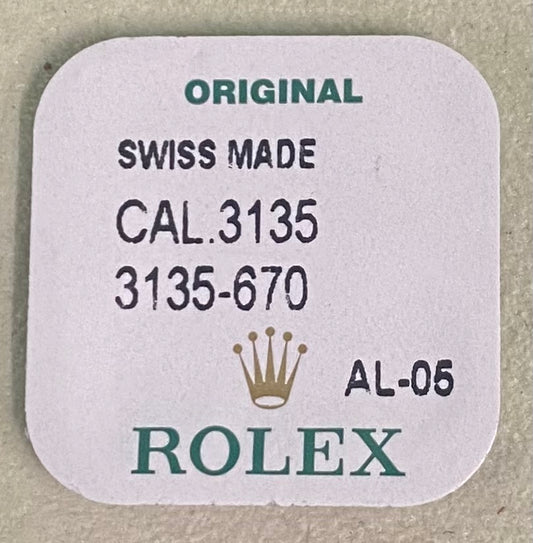 ORIGINAL
SWISS MADE
CAL.3135
3135-670
AL-05
ROLEX